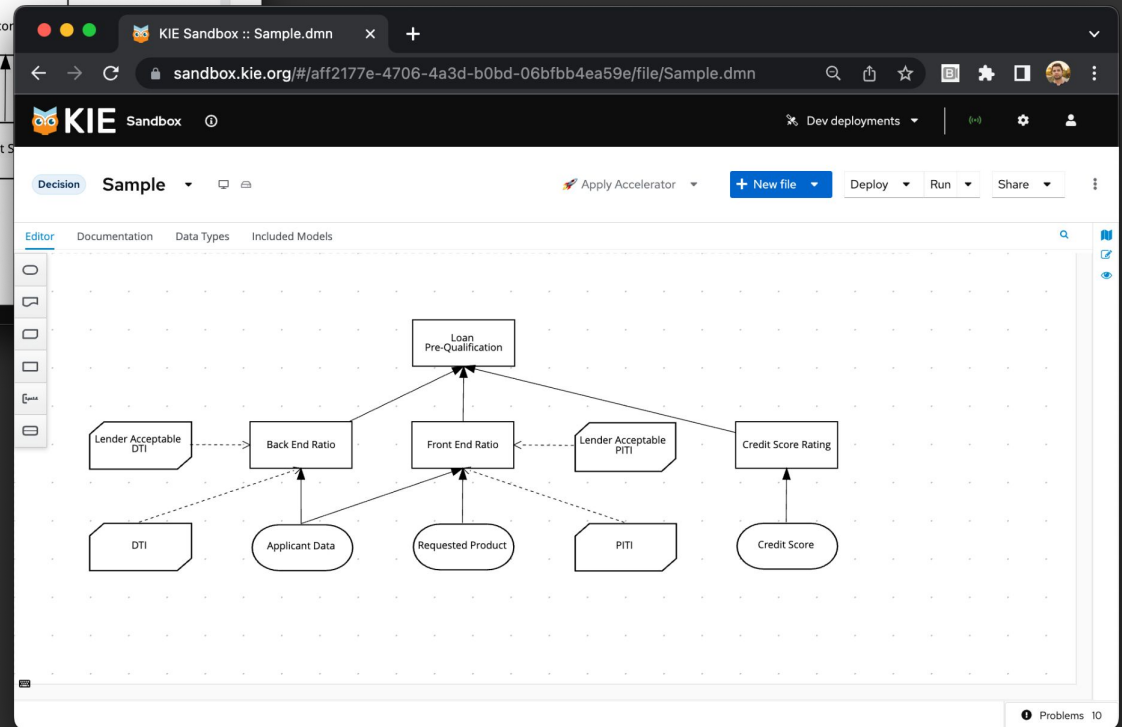 KIE Sandbox :: Sample.dmn
sandbox.kie.org/#/aff2177e-4706-4a3d-b0bd-06bfbb4ea59e/file/Sample.dmn
KIE Sandbox
Dev deployments
Decision
Sample
Apply Accelerator
+ New file
Deploy
Run
Share
Editor
Documentation
Data Types
Included Models
Loan
Pre-Qualification
Lender Acceptable
DTI
Back End Ratio
Front End Ratio
Lender Acceptable
PITI
Credit Score Rating
DTI
Applicant Data
Requested Product
PITI
Credit Score
Problems 10